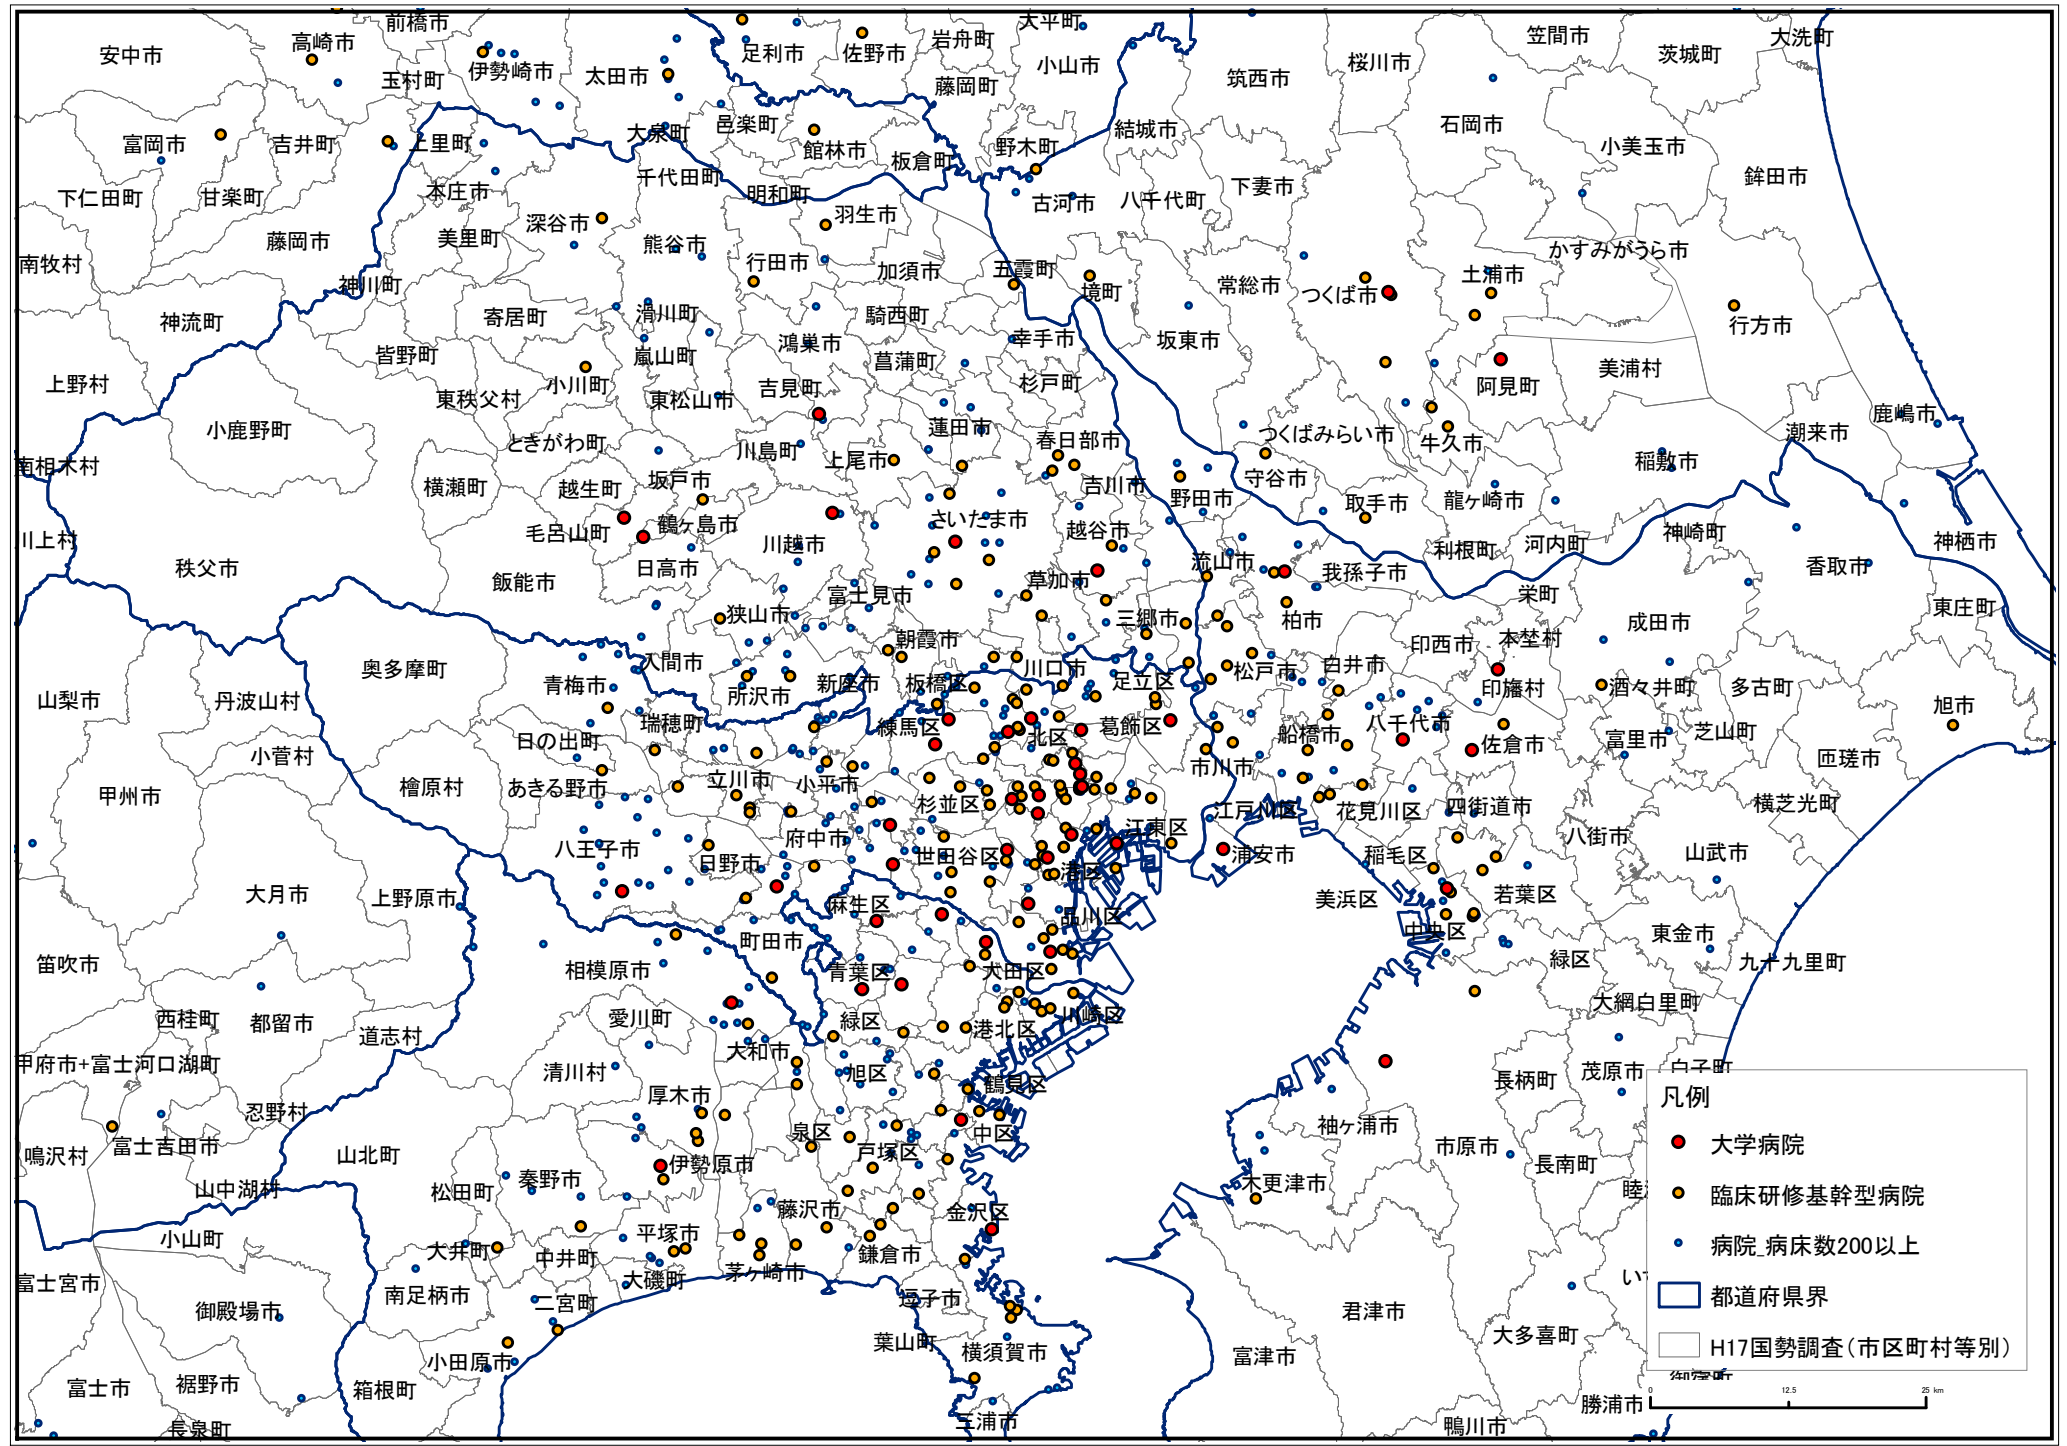 前橋市
大平町
高崎市
安中市
玉村町
伊勢崎市
太田市
足利市
佐野市
岩舟町
小山市
藤岡町
筑西市
桜川市
笠間市
茨城町
大洗町
富岡市
吉井町
上里町
大泉町
邑楽町
館林市
板倉町
野木町
結城市
石岡市
小美玉市
下仁田町
甘楽町
本庄市
千代田町
明和町
古河市
八千代町
下妻市
鉾田市
藤岡市
美里町
深谷市
熊谷市
羽生市
南牧村
神川町
行田市
加須市
五霞町
境町
常総市
つくば市
土浦市
かすみがうら市
神流町
寄居町
滑川町
騎西町
坂東市
行方市
上野村
皆野町
嵐山町
鴻巣市
菖蒲町
幸手市
東秩父村
小川町
東松山市
吉見町
杉戸町
阿見町
美浦村
小鹿野町
ときがわ町
川島町
蓮田市
春日部市
つくばみらい市
牛久市
潮来市
鹿嶋市
南相木村
横瀬町
越生町
坂戸市
上尾市
吉川市
野田市
守谷市
取手市
龍ヶ崎市
稲敷市
川上村
毛呂山町
鶴ヶ島市
川越市
さいたま市
越谷市
流山市
利根町
河内町
神崎町
神栖市
秩父市
飯能市
日高市
富士見市
草加市
我孫子市
栄町
香取市
狭山市
三郷市
柏市
東庄町
奥多摩町
入間市
朝霞市
川口市
松戸市
白井市
印西市
本埜村
成田市
山梨市
丹波山村
青梅市
所沢市
新座市
板橋区
足立区
印旛村
酒々井町
多古町
旭市
小菅村
日の出町
瑞穂町
練馬区
北区
葛飾区
船橋市
八千代市
佐倉市
富里市
芝山町
匝瑳市
甲州市
檜原村
あきる野市
立川市
小平市
杉並区
市川市
江戸川区
花見川区
四街道市
横芝光町
八王子市
日野市
府中市
世田谷区
江東区
港区
浦安市
稲毛区
八街市
山武市
大月市
上野原市
麻生区
品川区
美浜区
若葉区
中央区
東金市
笛吹市
相模原市
町田市
青葉区
大田区
緑区
九十九里町
西桂町
都留市
道志村
愛川町
緑区
港北区
川崎区
大網白里町
甲府市+富士河口湖町
清川村
大和市
旭区
鶴見区
長柄町
茂原市
白子町
忍野村
厚木市
鳴沢村
富士吉田市
山北町
泉区
戸塚区
中区
袖ヶ浦市
市原市
長南町
山中湖村
松田町
秦野市
伊勢原市
木更津市
小山町
大井町
中井町
平塚市
藤沢市
金沢区
鎌倉市
富士宮市
御殿場市
南足柄市
二宮町
大磯町
茅ヶ崎市
逗子市
君津市
大多喜町
小田原市
葉山町
横須賀市
富津市
富士市
裾野市
箱根町
長泉町
三浦市
鴨川市
勝浦市
凡例
大学病院
臨床研修基幹型病院
病院_病床数200以上
都道府県界
H17国勢調査（市区町村等別）
0 12.5 25 km